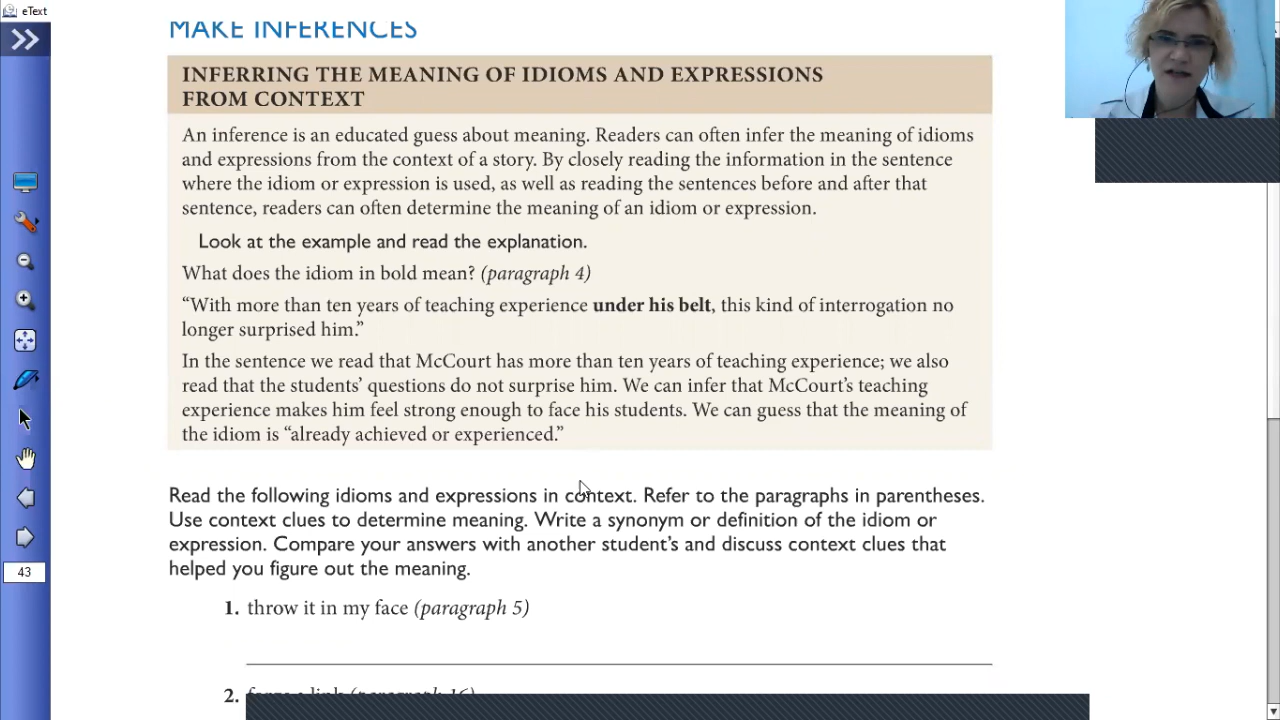 eText
MAKE INFERENCES
INFERRING THE MEANING OF IDIOMS AND EXPRESSIONS
FROM CONTEXT
An inference is an educated guess about meaning. Readers can often infer the meaning of idioms
and expressions from the context of a story. By closely reading the information in the sentence
where the idiom or expression is used, as well as reading the sentences before and after that
sentence, readers can often determine the meaning of an idiom or expression.
Look at the example and read the explanation.
What does the idiom in bold mean? (paragraph 4)
“With more than ten years of teaching experience under his belt, this kind of interrogation no
longer surprised him.”
In the sentence we read that McCourt has more than ten years of teaching experience; we also
read that the students’ questions do not surprise him. We can infer that McCourt’s teaching
experience makes him feel strong enough to face his students. We can guess that the meaning of
the idiom is “already achieved or experienced.”
Read the following idioms and expressions in context. Refer to the paragraphs in parentheses.
Use context clues to determine meaning. Write a synonym or definition of the idiom or
expression. Compare your answers with another student’s and discuss context clues that
helped you figure out the meaning.
1. throw it in my face (paragraph 5)
2. (paragraph 16)
43